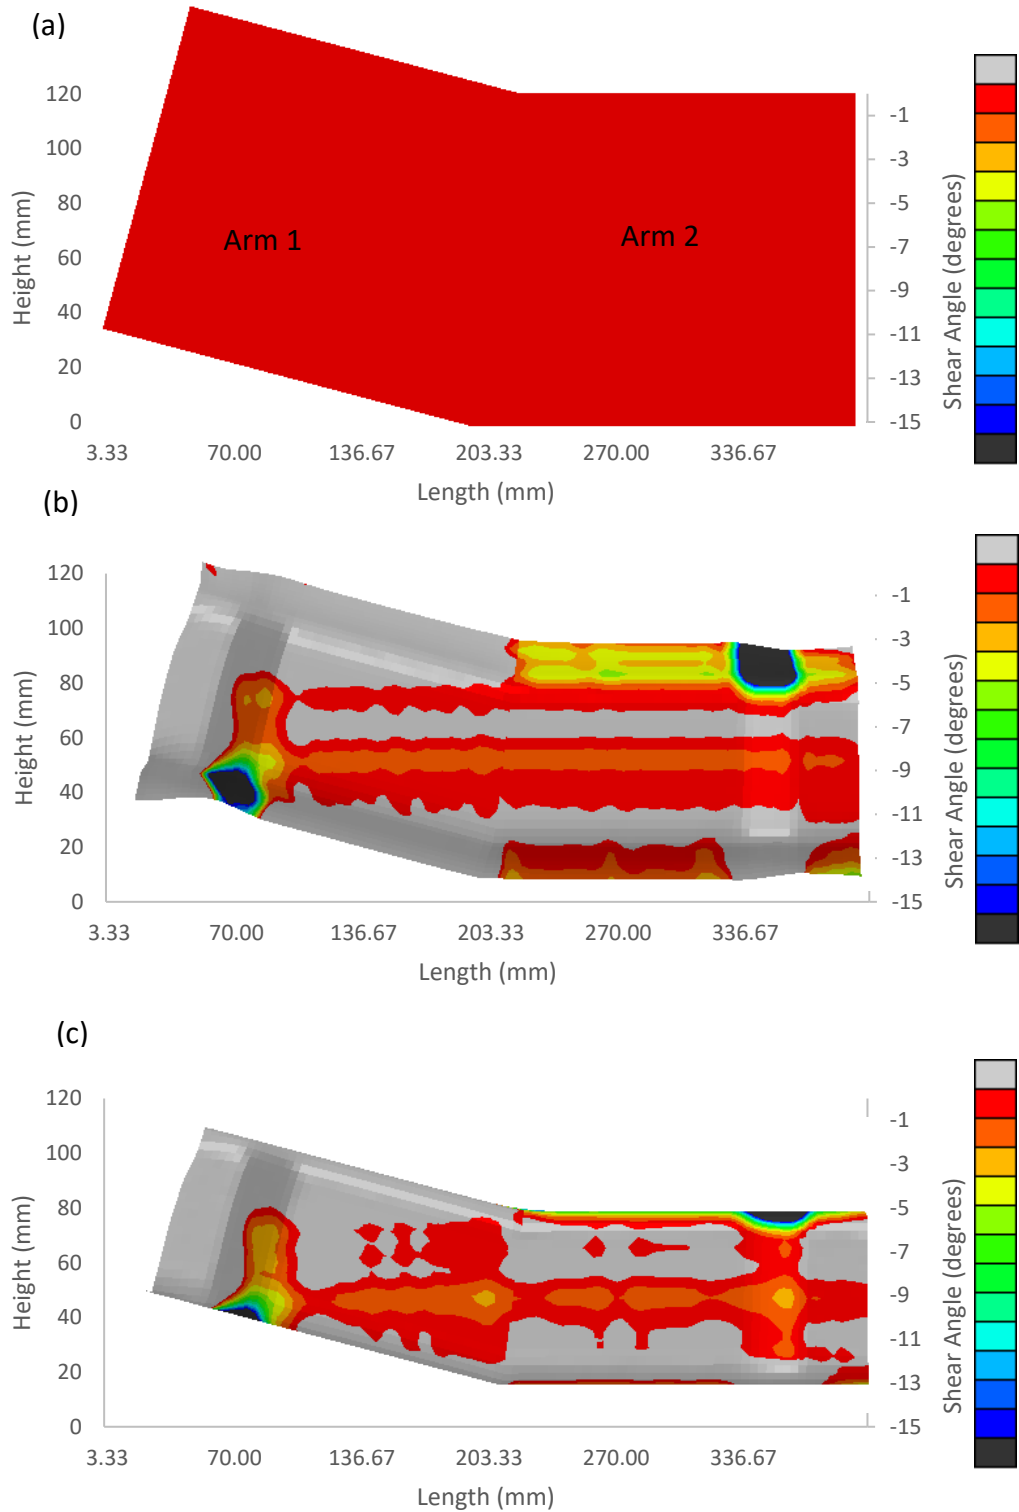 (a)
120
100
80
60
40
20
0
Height (mm)
Arm 1
Arm 2
3.33 70.00 136.67 203.33 270.00 336.67
Length (mm)
-1
-3
-5
-7
-9
-11
-13
-15
Shear Angle (degrees)
(b)
120
100
80
60
40
20
0
Height (mm)
3.33 70.00 136.67 203.33 270.00 336.67
Length (mm)
-1
-3
-5
-7
-9
-11
-13
-15
Shear Angle (degrees)
(c)
120
100
80
60
40
20
0
Height (mm)
3.33 70.00 136.67 203.33 270.00 336.67
Length (mm)
-1
-3
-5
-7
-9
-11
-13
-15
Shear Angle (degrees)